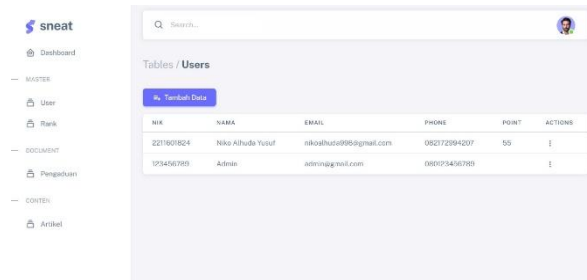 sneat
Search...
Dashboard
Tables / Users
MASTER
Tambah Data
User
Rank
NIK NAMA EMAIL PHONE POINT ACTIONS
2211601824 Niko Alhuda Yusuf nikoalhuda998@gmail.com 082172994207 55
DOCUMENT
123456789 Admin admin@gmail.com 080123456789
Pengaduan
CONTEN
Artikel